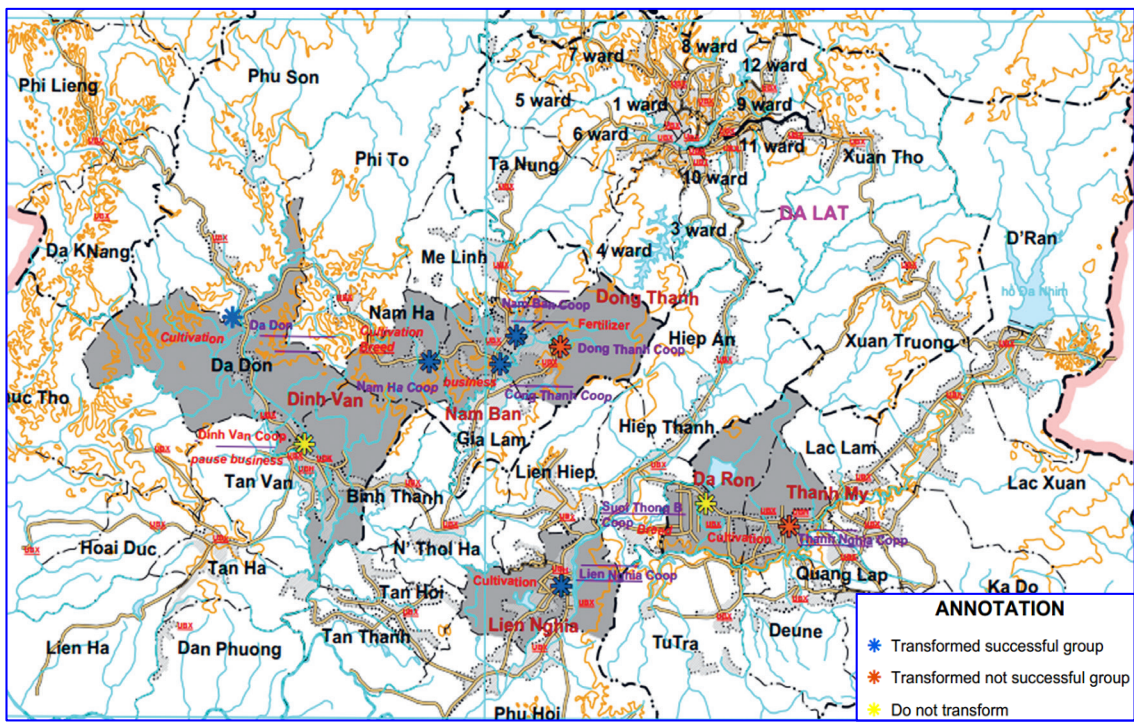 7 ward
8 ward
12 ward
Phi Lieng
Phu Son
5 ward
1 ward
9 ward
6 ward
11 ward
Phi To
Ta Nung
10 ward
Xuan Tho
DA LAT
3 ward
4 ward
D'Ran
Da KNang
Me Linh
hồ Đa Nhim
Nam Ban Coop
Dong Thanh
Nam Ha
Fertilizer
Da Don
Cultivation
Cultivation
Breed
Hiep An
Dong Thanh Coop
Xuan Truong
Da Don
Nam Ha Coop
business
Cong Thanh Coop
Dinh Van
Nam Ban
Dinh Van Coop
Gia Lam
Hiep Thanh
pause business
Lac Lam
Lien Hiep
Da Ron
Tan Van
Binh Thanh
Thanh My
Lac Xuan
Suoi Thong B
Coop
Breed
Cultivation
Thanh Nghia Copp
Hoai Duc
N' Thol Ha
Tan Ha
Cultivation
Lien Nghia Coop
Quang Lap
Ka Do
Tan Hoi
Lien Nghia
Tan Thanh
Lien Ha
Dan Phuong
TuTra
Deune
Phu Hoi
ANNOTATION
Transformed successful group
Transformed not successful group
Do not transform